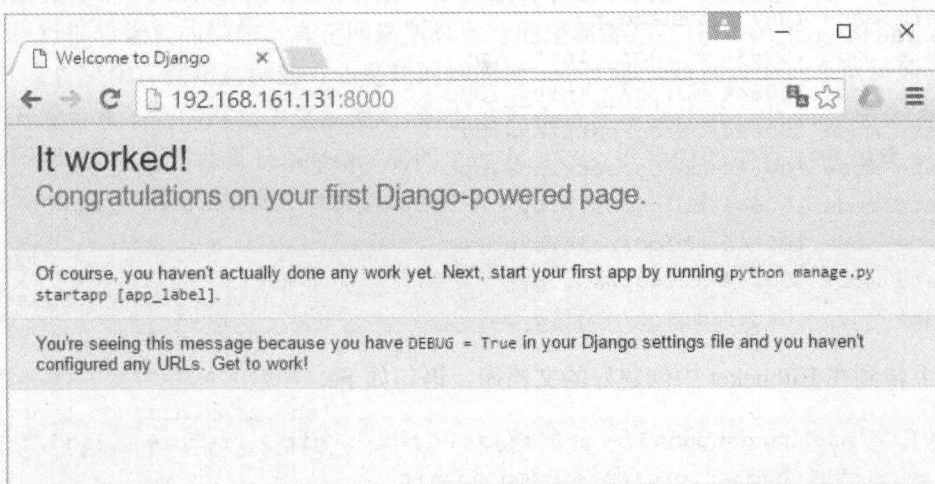 Welcome to Django
192.168.161.131:8000
It worked!
Congratulations on your first Django-powered page.
Of course, you haven't actually done any work yet. Next, start your first app by running python manage.py
startapp [app_label].
You're seeing this message because you have DEBUG = True in your Django settings file and you haven't
configured any URLs. Get to work!